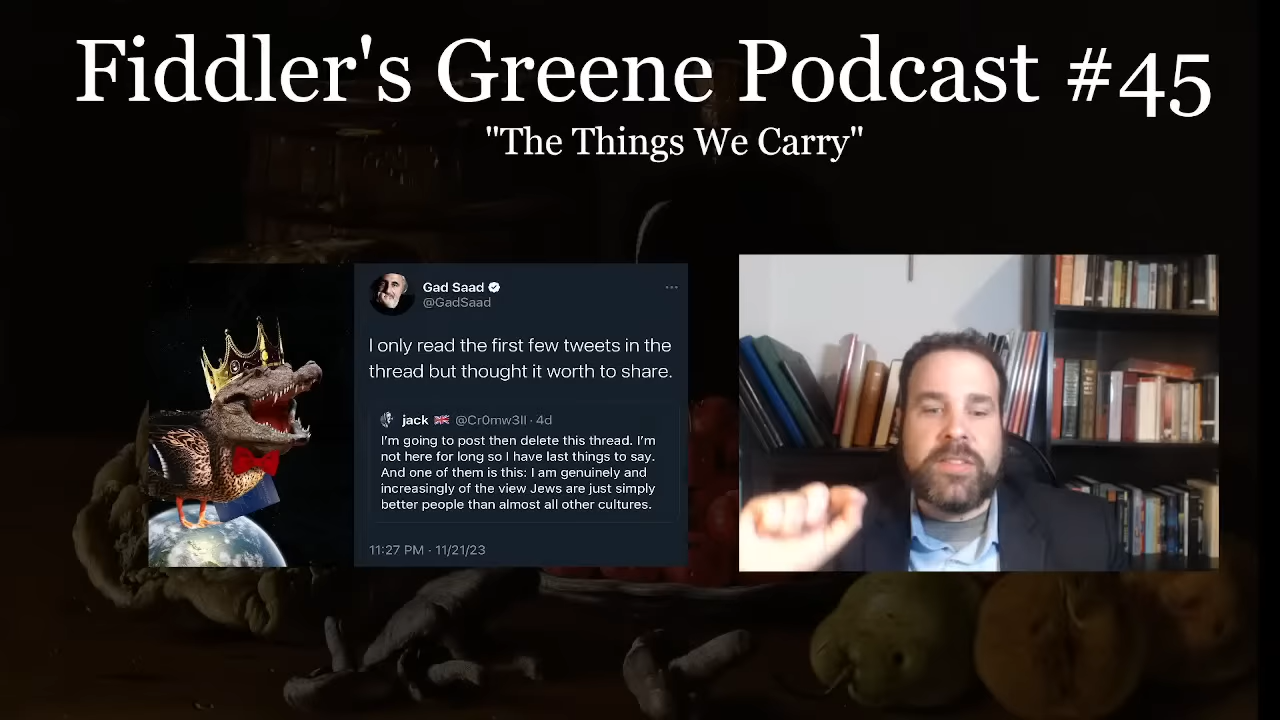 Fiddler's Greene Podcast #45
"The Things We Carry"
Gad Saad
@GadSaad
I only read the first few tweets in the
thread but thought it worth to share.
jack 🇬🇧 @Cr0mw3ll · 4d
I'm going to post then delete this thread. I'm
not here for long so I have last things to say.
And one of them is this: I am genuinely and
increasingly of the view Jews are just simply
better people than almost all other cultures.
11:27 PM · 11/21/23